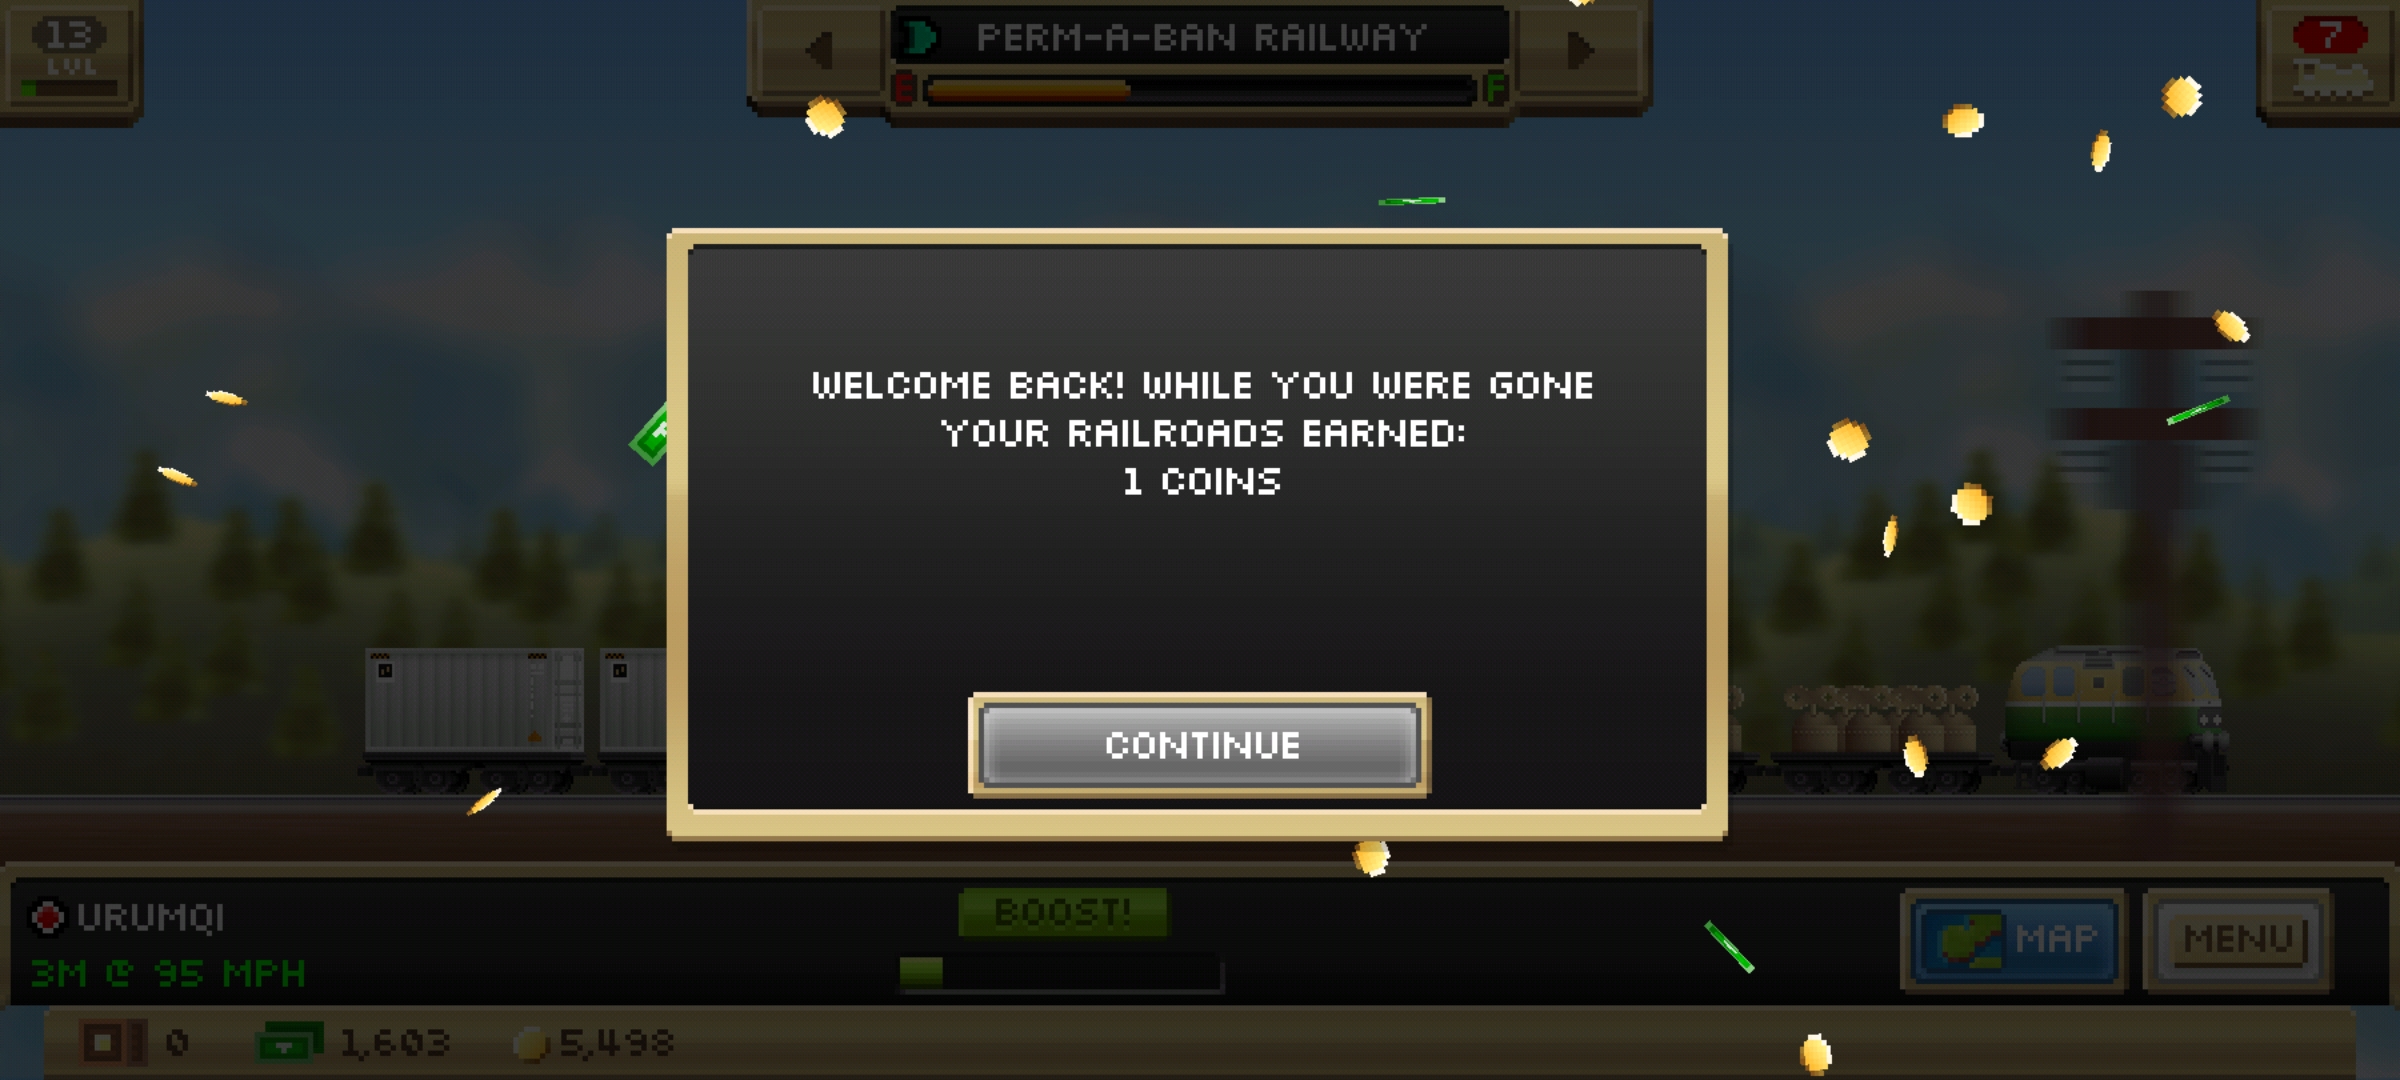 13
LVL
PERM-A-BAN RAILWAY
E F
7
WELCOME BACK! WHILE YOU WERE GONE
YOUR RAILROADS EARNED:
1 COINS
CONTINUE
URUMQI
3M @ 95 MPH
BOOST!
MAP
MENU
0 1,603 5,498